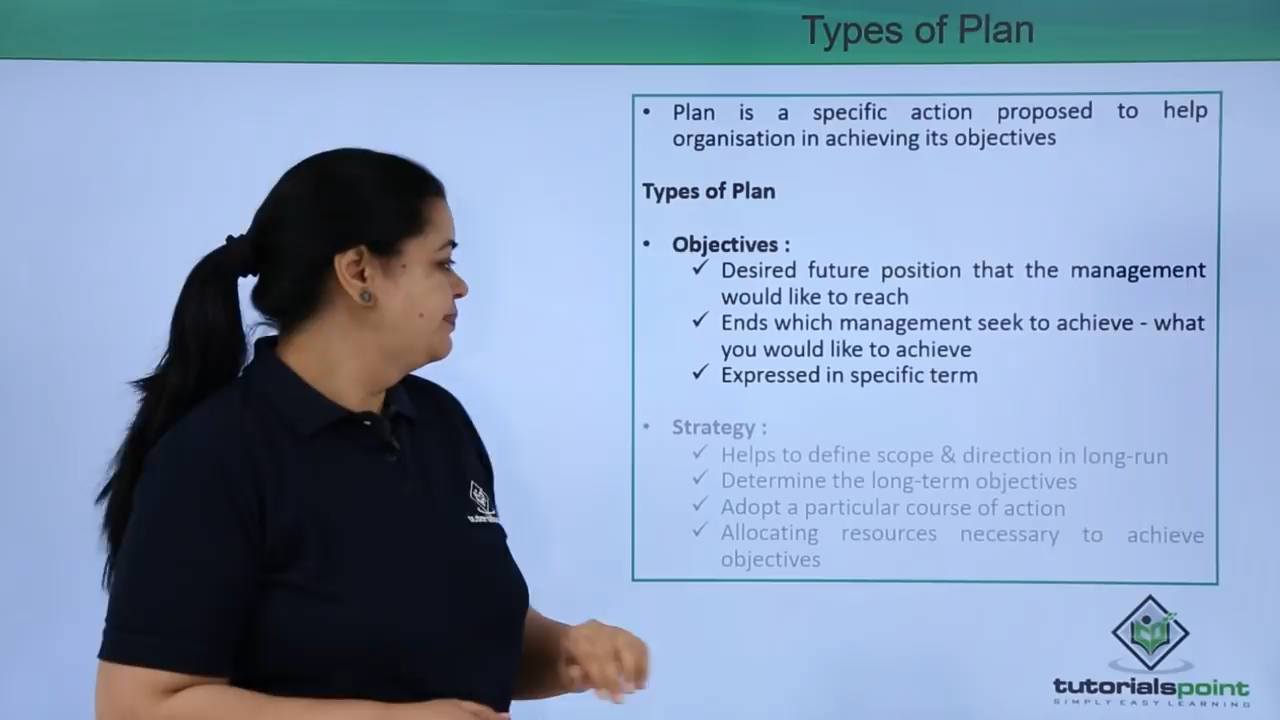 Types of Plan
• Plan is a specific action proposed to help
organisation in achieving its objectives
Types of Plan
• Objectives :
✓ Desired future position that the management
would like to reach
✓ Ends which management seek to achieve - what
you would like to achieve
✓ Expressed in specific term
• Strategy :
✓ Helps to define scope & direction in long-run
✓ Determine the long-term objectives
✓ Adopt a particular course of action
✓ Allocating resources necessary to achieve
objectives
tutorialspoint
SIMPLY EASY LEARNING